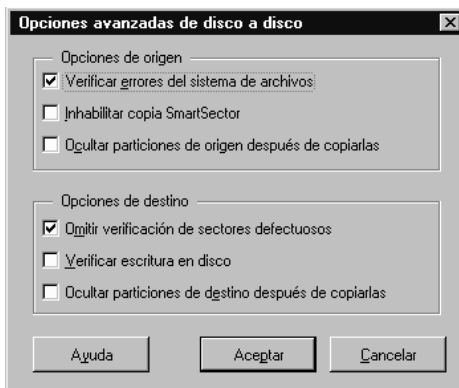 Opciones avanzadas de disco a disco
Opciones de origen
Verificar errores del sistema de archivos
Inhabilitar copia SmartSector
Ocultar particiones de origen después de copiarlas
Opciones de destino
Omitir verificación de sectores defectuosos
Verificar escritura en disco
Ocultar particiones de destino después de copiarlas
Ayuda Aceptar Cancelar